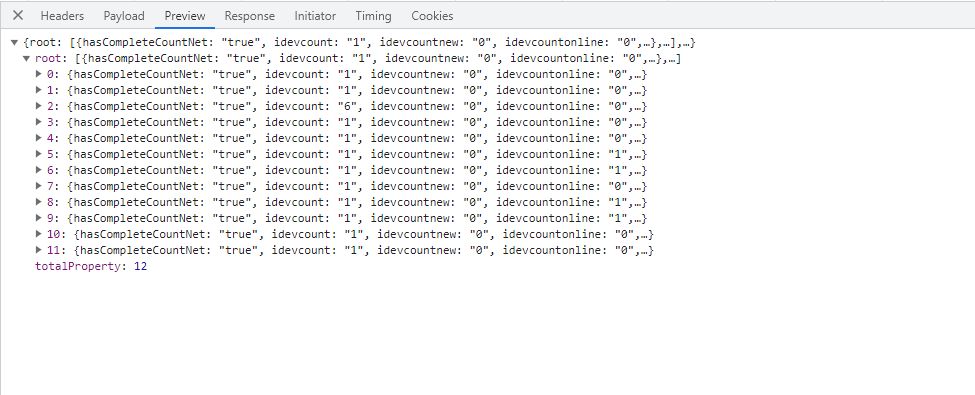 Headers Payload Preview Response Initiator Timing Cookies
{root: [{hasCompleteCountNet: "true", idevcount: "1", idevcountnew: "0", idevcountonline: "0",…},…],…}
root: [{hasCompleteCountNet: "true", idevcount: "1", idevcountnew: "0", idevcountonline: "0",…},…]
0: {hasCompleteCountNet: "true", idevcount: "1", idevcountnew: "0", idevcountonline: "0",…}
1: {hasCompleteCountNet: "true", idevcount: "1", idevcountnew: "0", idevcountonline: "0",…}
2: {hasCompleteCountNet: "true", idevcount: "6", idevcountnew: "0", idevcountonline: "0",…}
3: {hasCompleteCountNet: "true", idevcount: "1", idevcountnew: "0", idevcountonline: "0",…}
4: {hasCompleteCountNet: "true", idevcount: "1", idevcountnew: "0", idevcountonline: "0",…}
5: {hasCompleteCountNet: "true", idevcount: "1", idevcountnew: "0", idevcountonline: "1",…}
6: {hasCompleteCountNet: "true", idevcount: "1", idevcountnew: "0", idevcountonline: "1",…}
7: {hasCompleteCountNet: "true", idevcount: "1", idevcountnew: "0", idevcountonline: "0",…}
8: {hasCompleteCountNet: "true", idevcount: "1", idevcountnew: "0", idevcountonline: "1",…}
9: {hasCompleteCountNet: "true", idevcount: "1", idevcountnew: "0", idevcountonline: "1",…}
10: {hasCompleteCountNet: "true", idevcount: "1", idevcountnew: "0", idevcountonline: "0",…}
11: {hasCompleteCountNet: "true", idevcount: "1", idevcountnew: "0", idevcountonline: "0",…}
totalProperty: 12